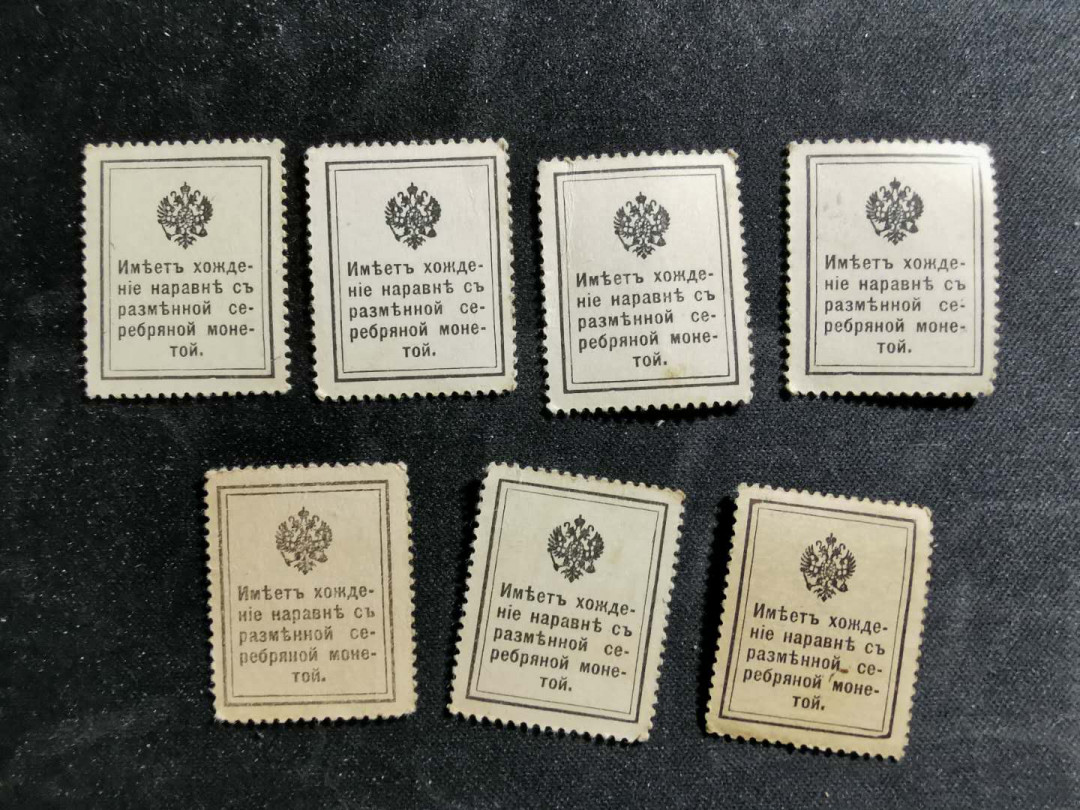 Имѣетъ хожде-
ніе наравнѣ съ
размѣнной се-
ребряной моне-
той.
Имѣетъ хожде-
ніе наравнѣ съ
размѣнной се-
ребряной моне-
той.
Имѣетъ хожде-
ніе наравнѣ съ
размѣнной се-
ребряной моне-
той.
Имѣетъ хожде-
ніе наравнѣ съ
размѣнной се-
ребряной моне-
той.
Имѣетъ хожде-
ніе наравнѣ съ
размѣнной се-
ребряной моне-
той.
Имѣетъ хожде-
ніе наравнѣ съ
размѣнной се-
ребряной моне-
той.
Имѣетъ хожде-
ніе наравнѣ съ
размѣнной се-
ребряной моне-
той.